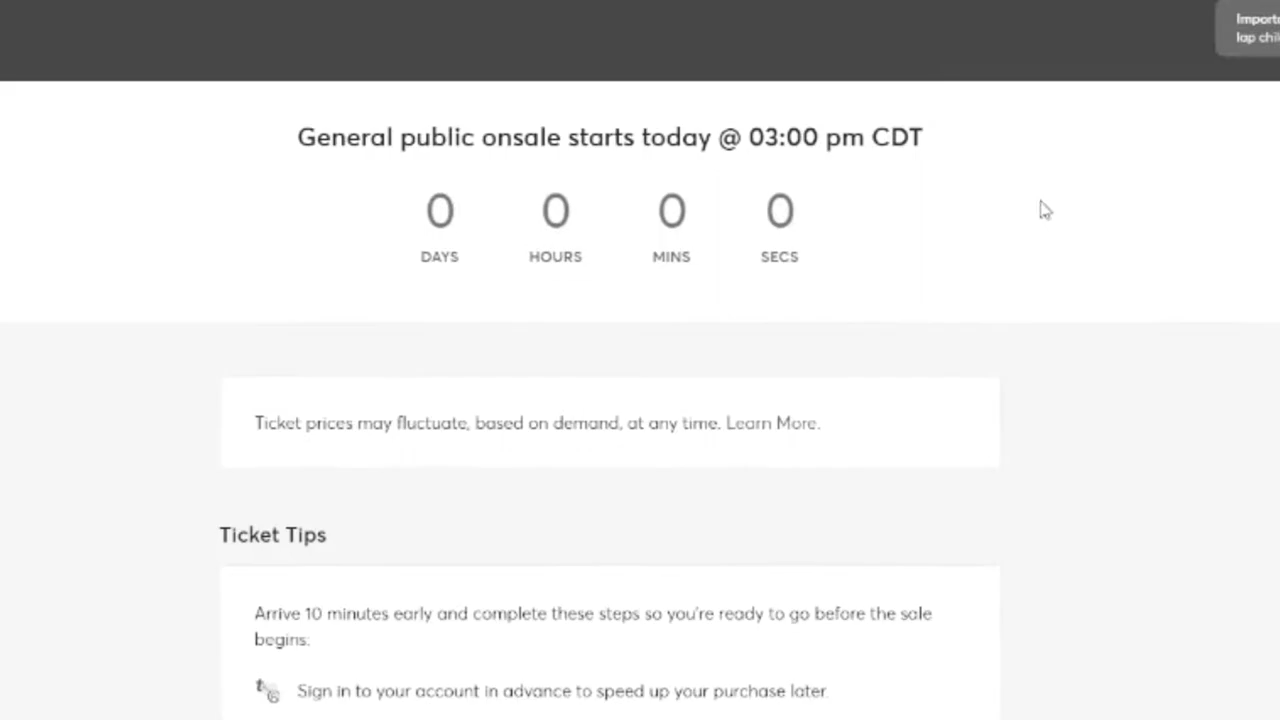 lap
General public onsale starts today @ 03:00 pm CDT
0 0 0 0
DAYS HOURS MINS SECS
Ticket prices may fluctuate, based on demand, at any time. Learn More.
Ticket Tips
Arrive 10 minutes early and complete these steps so you're ready to go before the sale
begins:
Sign in to your account in advance to speed up your purchase later.